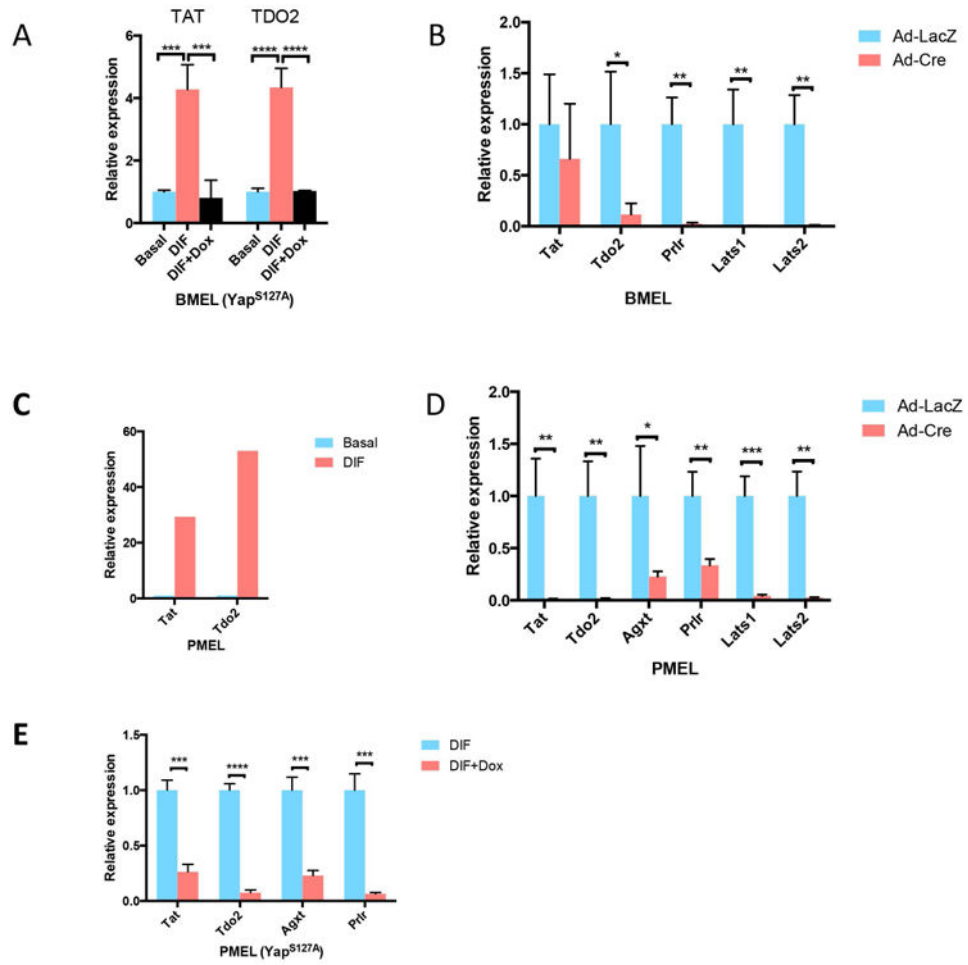 A
TAT TDO2
*** *** **** ****
6
4
2
0
Relative expression
Basal DIF DIF+Dox Basal DIF DIF+Dox
BMEL (Yap^S127A)
B
Ad-LacZ
Ad-Cre
2.0
1.5
1.0
0.5
0.0
Relative expression
* ** ** **
Tat Tdo2 Prlr Lats1 Lats2
BMEL
C
Basal
DIF
60
40
20
0
Relative expression
Tat Tdo2
PMEL
D
Ad-LacZ
Ad-Cre
2.0
1.5
1.0
0.5
0.0
Relative expression
** ** * ** *** **
Tat Tdo2 Agxt Prlr Lats1 Lats2
PMEL
E
DIF
DIF+Dox
1.5
1.0
0.5
0.0
Relative expression
*** **** *** ***
Tat Tdo2 Agxt Prlr
PMEL (Yap^S127A)